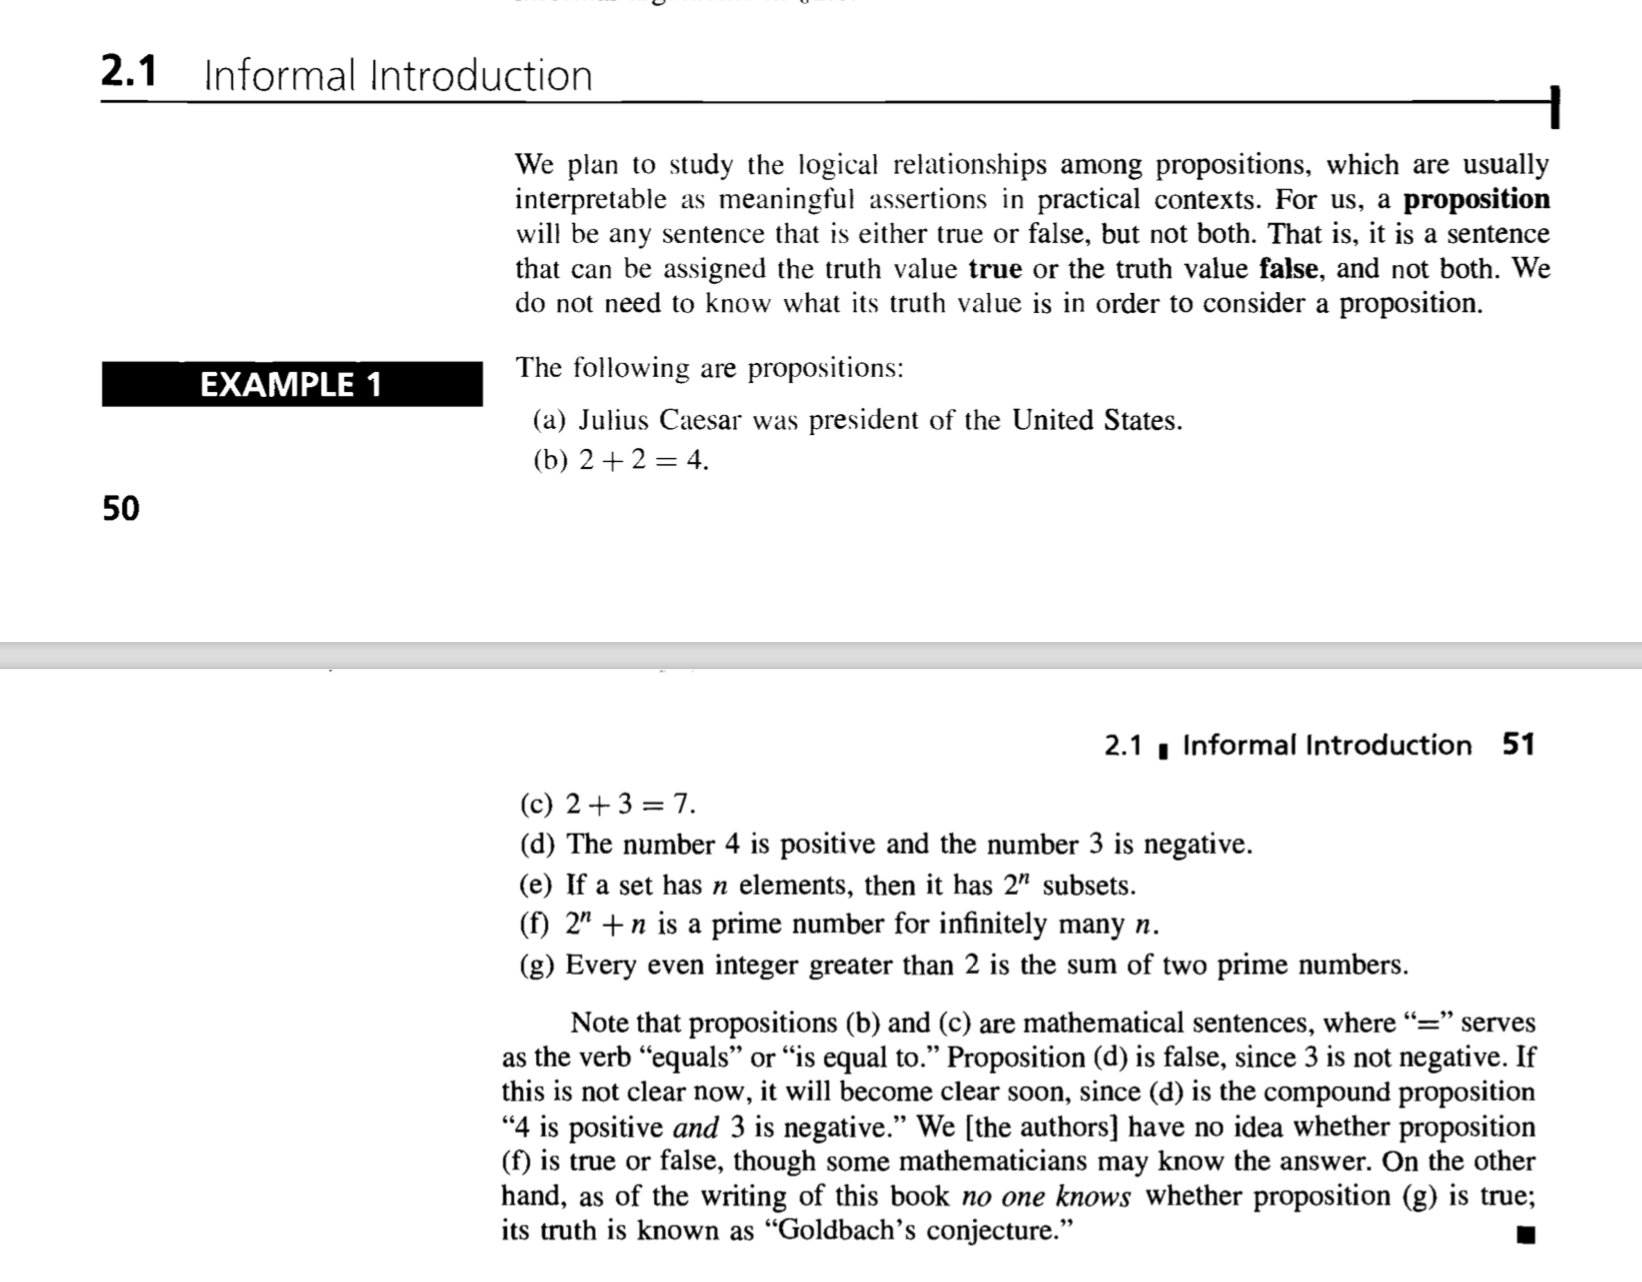 2.1 Informal Introduction
We plan to study the logical relationships among propositions, which are usually
interpretable as meaningful assertions in practical contexts. For us, a proposition
will be any sentence that is either true or false, but not both. That is, it is a sentence
that can be assigned the truth value true or the truth value false, and not both. We
do not need to know what its truth value is in order to consider a proposition.
EXAMPLE 1
The following are propositions:
(a) Julius Caesar was president of the United States.
(b) 2 + 2 = 4.
50
2.1 ▮ Informal Introduction 51
(c) 2 + 3 = 7.
(d) The number 4 is positive and the number 3 is negative.
(e) If a set has n elements, then it has 2ⁿ subsets.
(f) 2ⁿ + n is a prime number for infinitely many n.
(g) Every even integer greater than 2 is the sum of two prime numbers.
Note that propositions (b) and (c) are mathematical sentences, where “=” serves
as the verb “equals” or “is equal to.” Proposition (d) is false, since 3 is not negative. If
this is not clear now, it will become clear soon, since (d) is the compound proposition
“4 is positive and 3 is negative.” We [the authors] have no idea whether proposition
(f) is true or false, though some mathematicians may know the answer. On the other
hand, as of the writing of this book no one knows whether proposition (g) is true;
its truth is known as “Goldbach’s conjecture.” ■